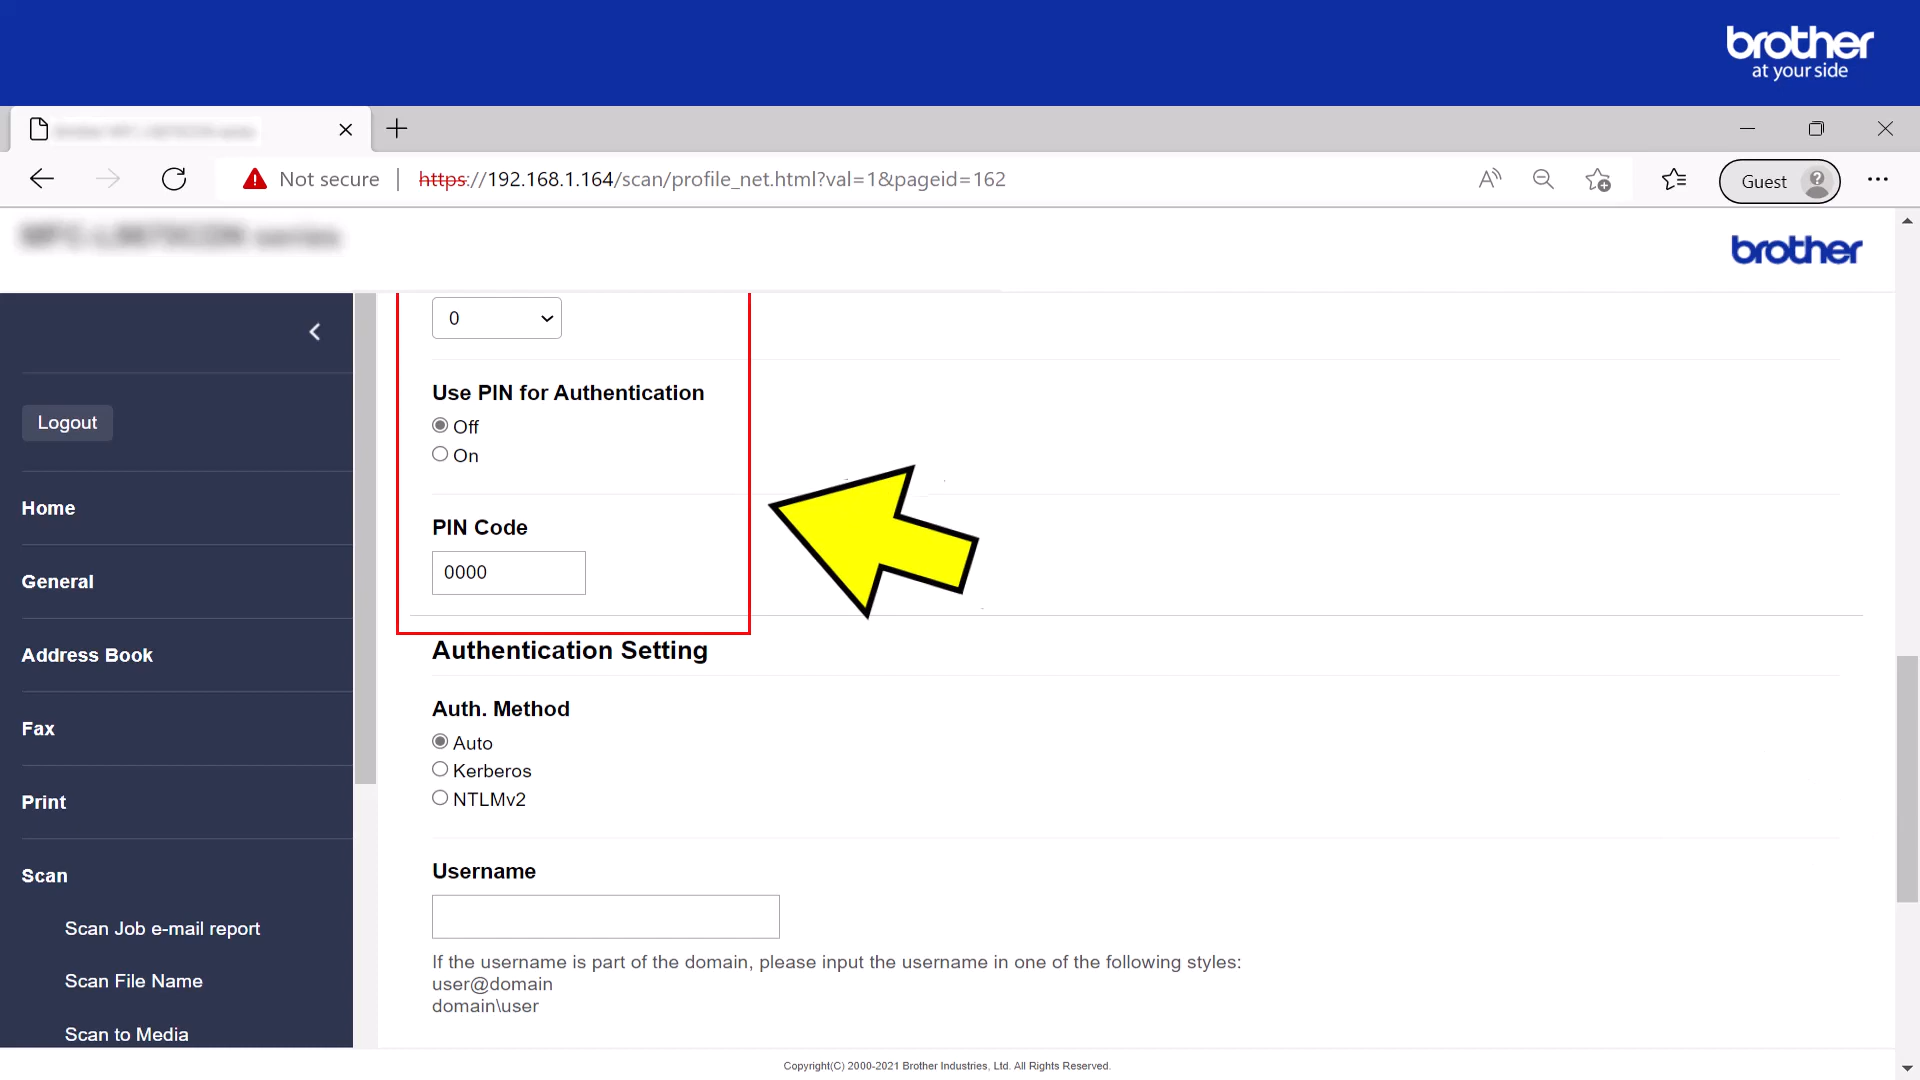 brother
at your side
Not secure
https://192.168.1.164/scan/profile_net.html?val=1&pageid=162
Guest
brother
0
Logout
Use PIN for Authentication
Off
On
Home
PIN Code
0000
General
Authentication Setting
Address Book
Auth. Method
Auto
Fax
Kerberos
NTLMv2
Print
Username
Scan
Scan Job e-mail report
If the username is part of the domain, please input the username in one of the following styles:
user@domain
domain\user
Scan File Name
Scan to Media
Copyright(C) 2000-2021 Brother Industries, Ltd. All Rights Reserved.